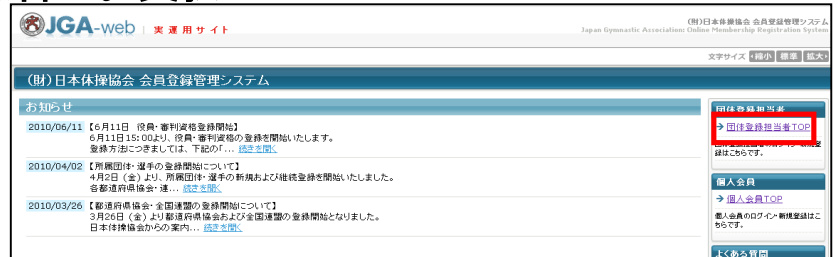 JGA-web 実運用サイト
(財)日本体操協会 会員登録管理システム
Japan Gymnastic Association: Online Membership Registration System
文字サイズ 縮小 標準 拡大
(財)日本体操協会 会員登録管理システム
お知らせ
2010/06/11 【6月11日 役員・審判資格登録開始】
6月11日15:00より、役員・審判資格の登録を開始いたします。
登録方法につきましては、下記の「... 続きを開く
2010/04/02 【所属団体・選手の登録開始について】
4月2日(金)より、所属団体・選手の新規および継続登録を開始いたしました。
各都道府県協会・連... 続きを開く
2010/03/26 【都道府県協会・全国連盟の登録開始について】
3月26日(金)より都道府県協会および全国連盟の登録開始となりました。
日本体操協会からの案内... 続きを開く
団体登録担当者
団体登録担当者TOP
録はこちらです。
個人会員
個人会員TOP
個人会員のログイン・新規登録はこ
ちらです。
よくある質問